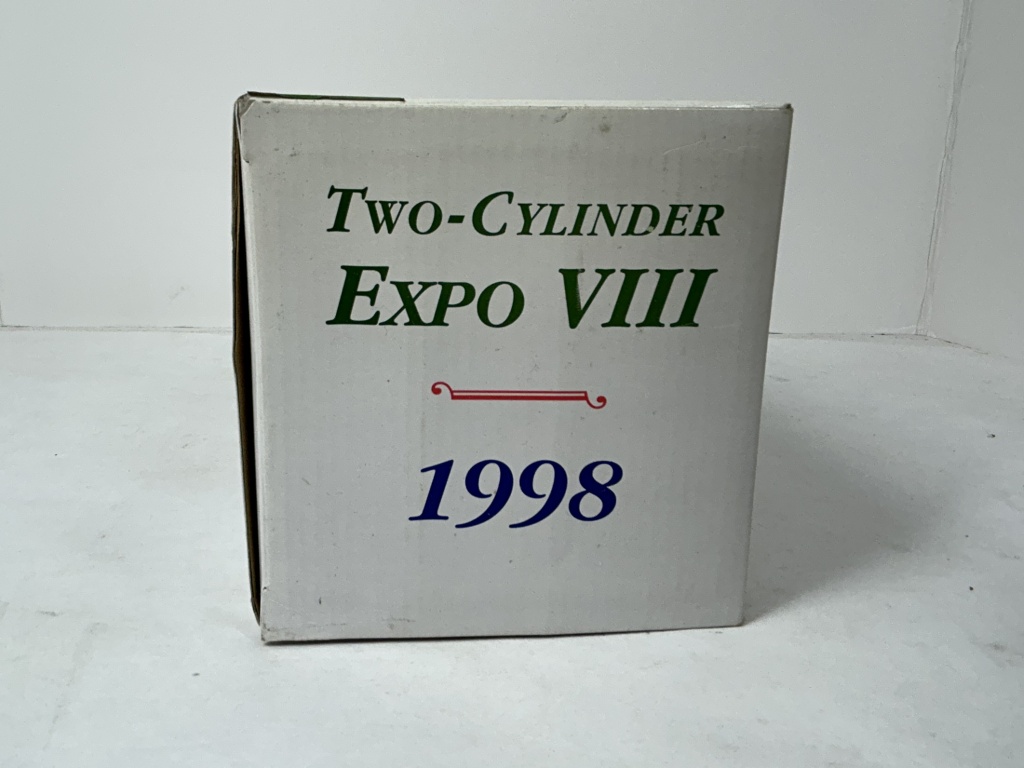 TWO-CYLINDER
EXPO VIII
1998